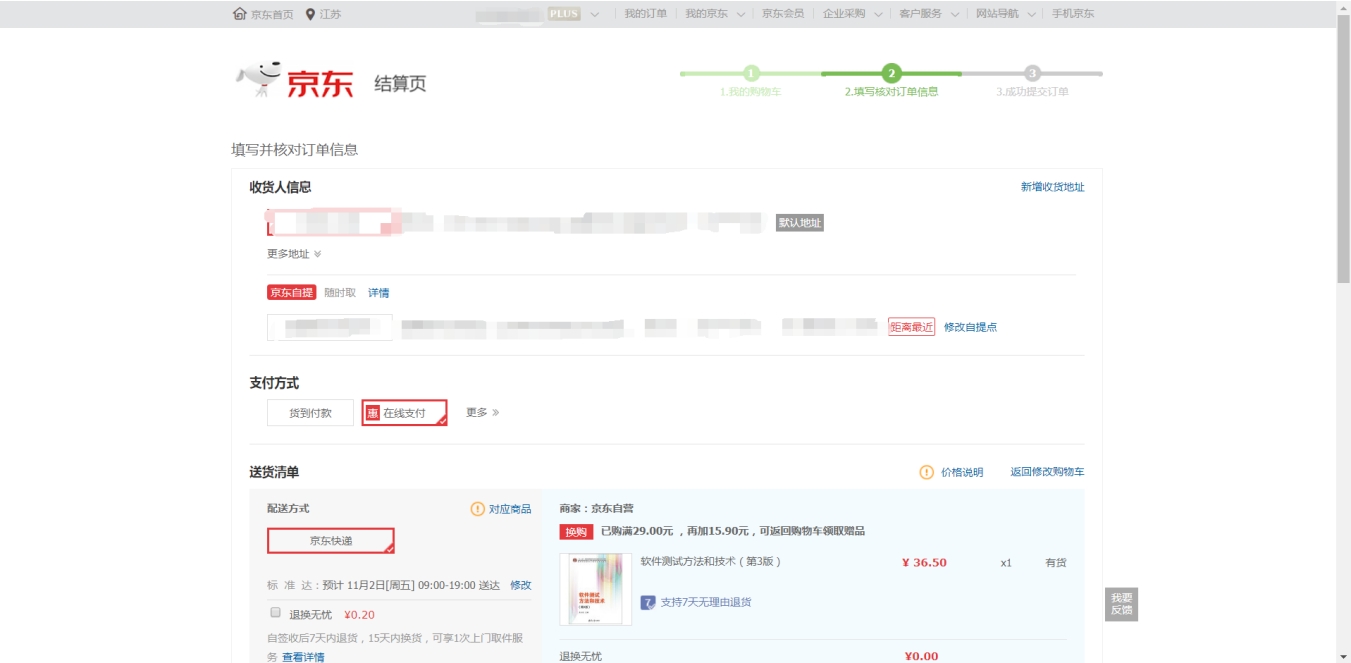 京东首页 江苏 PLUS 我的订单 我的京东 京东会员 企业采购 客户服务 网站导航 手机京东
京东 结算页
1 2 3
1.我的购物车 2.填写核对订单信息 3.成功提交订单
填写并核对订单信息
收货人信息 新增收货地址
默认地址
更多地址
京东自提 随时取 详情
距离最近 修改自提点
支付方式
货到付款 惠 在线支付 更多
送货清单 价格说明 返回修改购物车
配送方式 对应商品
京东快递
标 准 达：预计 11月2日[周五] 09:00-19:00 送达 修改
退换无忧 ¥0.20
自签收后7天内退货，15天内换货，可享1次上门取件服
务 查看详情
商家：京东自营
换购 已购满29.00元 ，再加15.90元，可返回购物车领取赠品
软件测试方法和技术（第3版） ¥ 36.50 x1 有货
软件测试
方法和技术
7 支持7天无理由退货
退换无忧 ¥0.00
我要
反馈